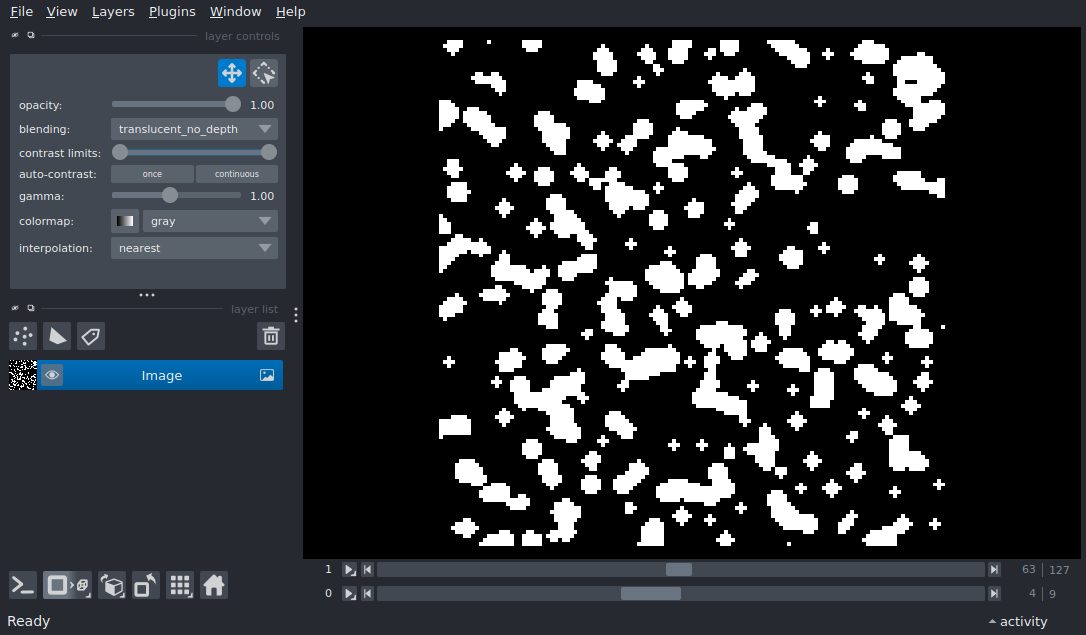 File View Layers Plugins Window Help
layer controls
opacity: 1.00
blending: translucent_no_depth
contrast limits:
auto-contrast: once continuous
gamma: 1.00
colormap: gray
interpolation: nearest
layer list
Image
1 63 127
0 4 9
Ready activity